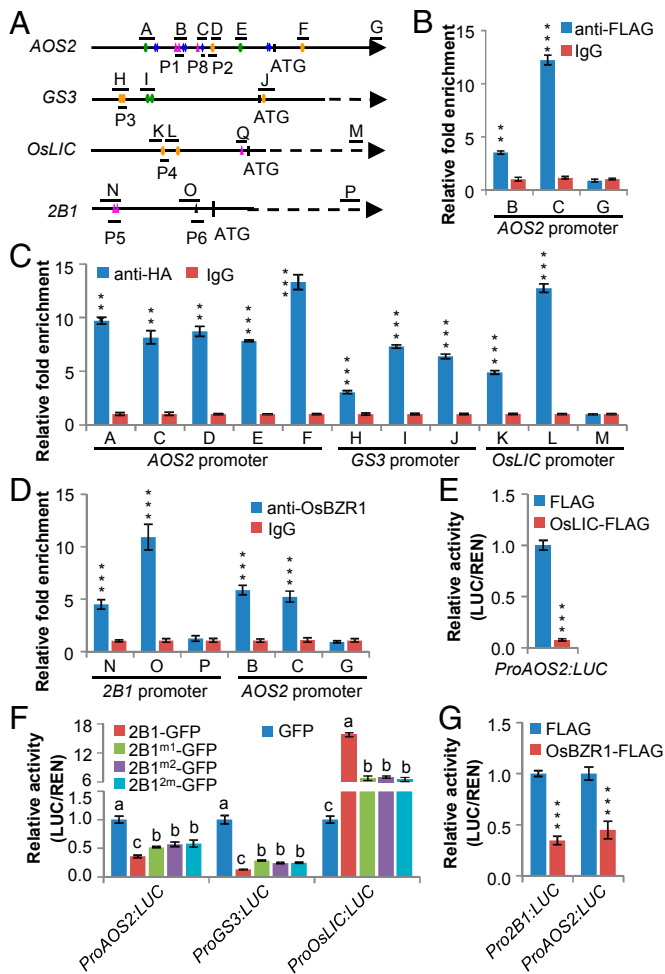 A
A B C D E F G
AOS2
P1 P8 P2 ATG
H I J
GS3
P3 ATG
K L Q M
OsLIC
P4 ATG
N O P
2B1
P5 P6 ATG
B
anti-FLAG
IgG
Relative fold enrichment
15
10
5
0
**
***
B C G
AOS2 promoter
C
anti-HA
IgG
Relative fold enrichment
15
10
5
0
** ** ** *** *** *** *** *** *** ***
A C D E F H I J K L M
AOS2 promoter GS3 promoter OsLIC promoter
D
anti-OsBZR1
IgG
Relative fold enrichment
15
10
5
0
*** *** *** ***
N O P B C G
2B1 promoter AOS2 promoter
E
FLAG
OsLIC-FLAG
Relative activity
(LUC/REN)
1.5
1.0
0.5
0
***
ProAOS2:LUC
F
2B1-GFP
2B1m1-GFP
2B1m2-GFP
2B12m-GFP
GFP
Relative activity
(LUC/REN)
18
12
6
1.0
0.5
0
a c b b b
a c b b b
c a b b b
ProAOS2:LUC
ProGS3:LUC
ProOsLIC:LUC
G
FLAG
OsBZR1-FLAG
Relative activity
(LUC/REN)
1.5
1.0
0.5
0
*** ***
Pro2B1:LUC
ProAOS2:LUC